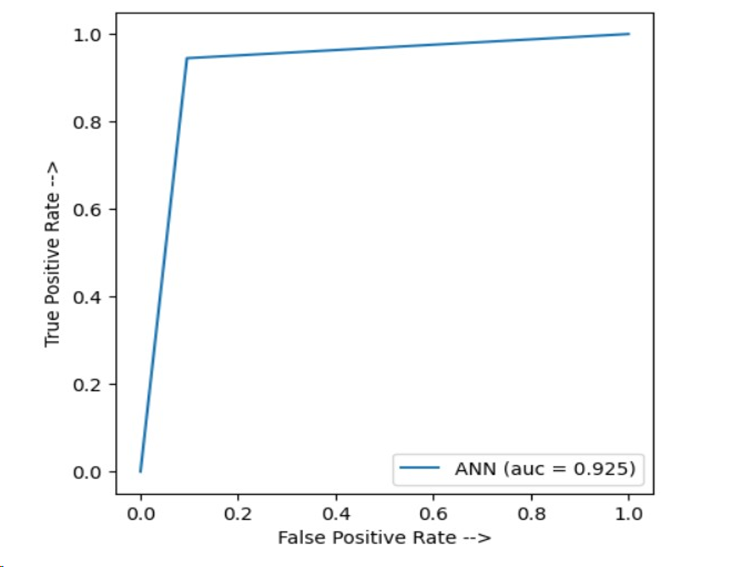 1.0
0.8
0.6
0.4
0.2
0.0
True Positive Rate -->
ANN (auc = 0.925)
0.0 0.2 0.4 0.6 0.8 1.0
False Positive Rate -->